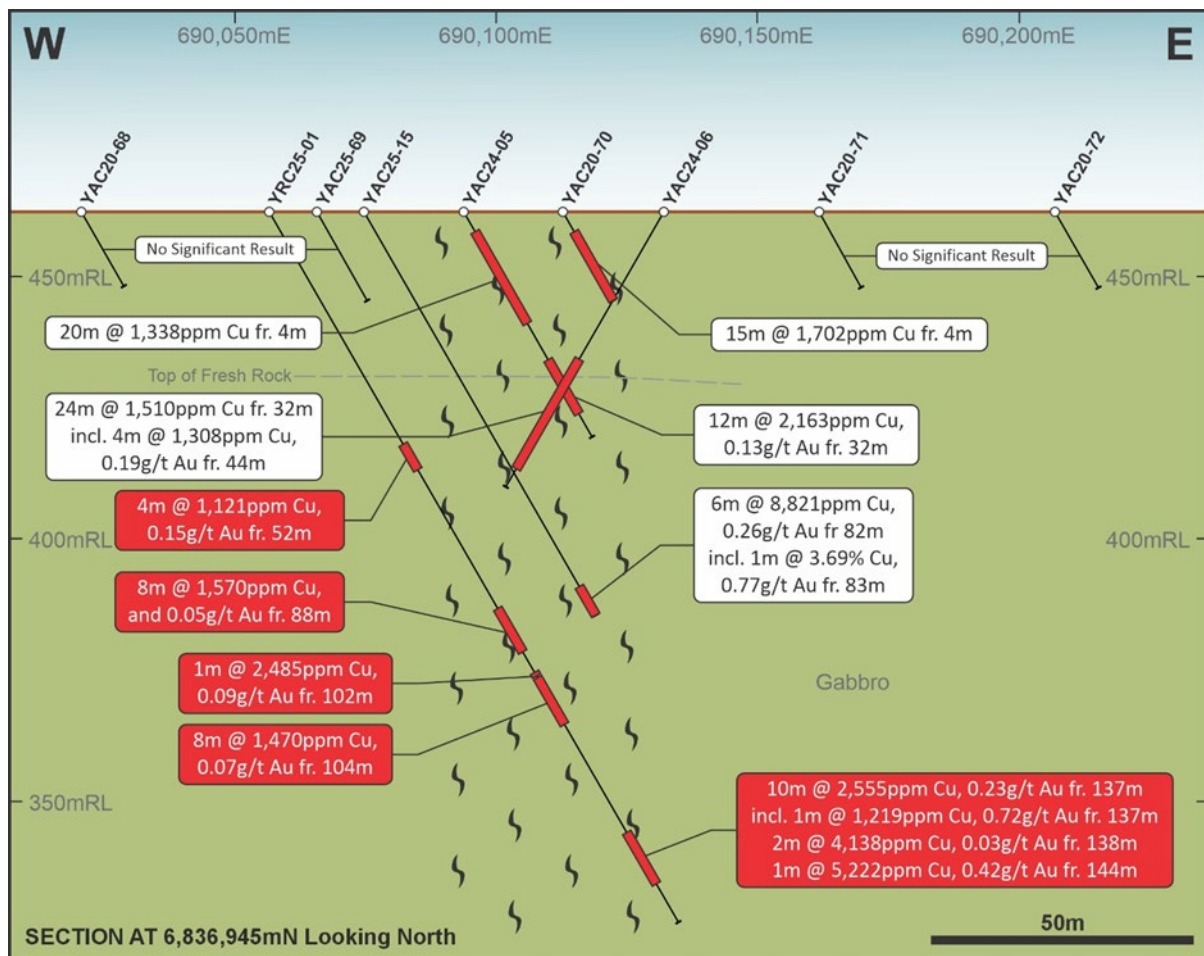 W
690,050mE
690,100mE
690,150mE
690,200mE
E
YAC20-68
YRC25-01
YAC25-69
YAC25-15
YAC24-05
YAC20-70
YAC24-06
YAC20-71
YAC20-72
No Significant Result
No Significant Result
450mRL
450mRL
20m @ 1,338ppm Cu fr. 4m
15m @ 1,702ppm Cu fr. 4m
Top of Fresh Rock
24m @ 1,510ppm Cu fr. 32m
incl. 4m @ 1,308ppm Cu,
0.19g/t Au fr. 44m
12m @ 2,163ppm Cu,
0.13g/t Au fr. 32m
4m @ 1,121ppm Cu,
0.15g/t Au fr. 52m
6m @ 8,821ppm Cu,
0.26g/t Au fr 82m
incl. 1m @ 3.69% Cu,
0.77g/t Au fr. 83m
400mRL
400mRL
8m @ 1,570ppm Cu,
and 0.05g/t Au fr. 88m
1m @ 2,485ppm Cu,
0.09g/t Au fr. 102m
Gabbro
8m @ 1,470ppm Cu,
0.07g/t Au fr. 104m
350mRL
10m @ 2,555ppm Cu, 0.23g/t Au fr. 137m
incl. 1m @ 1,219ppm Cu, 0.72g/t Au fr. 137m
2m @ 4,138ppm Cu, 0.03g/t Au fr. 138m
1m @ 5,222ppm Cu, 0.42g/t Au fr. 144m
SECTION AT 6,836,945mN Looking North
50m